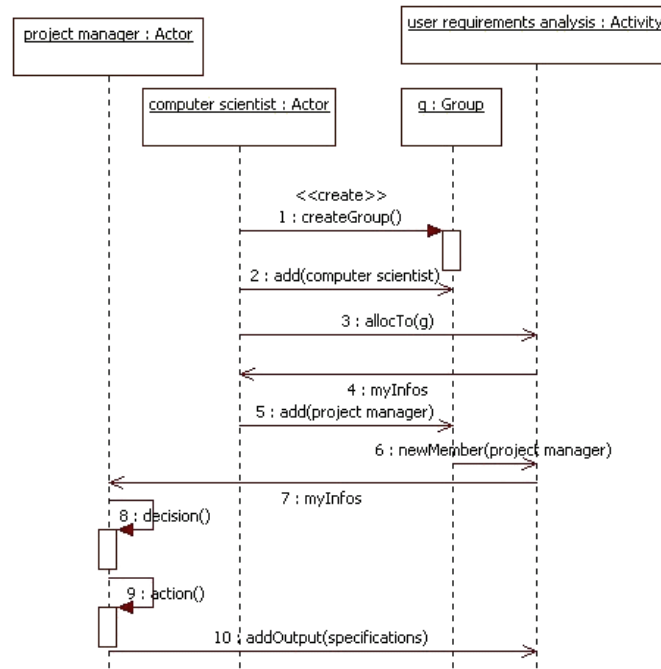 user requirements analysis : Activity
project manager : Actor
computer scientist : Actor
g : Group
<<create>>
1 : createGroup()
2 : add(computer scientist)
3 : allocTo(g)
4 : myInfos
5 : add(project manager)
6 : newMember(project manager)
7 : myInfos
8 : decision()
9 : action()
10 : addOutput(specifications)